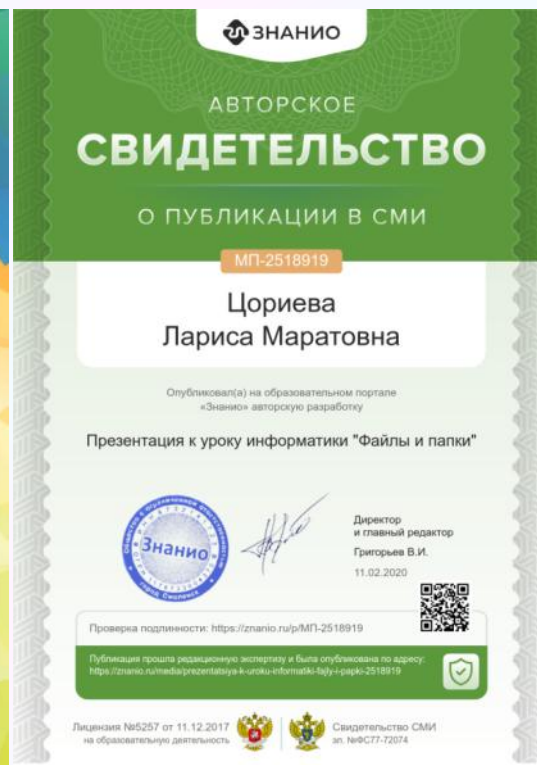 ЗНАНИО
АВТОРСКОЕ
СВИДЕТЕЛЬСТВО
О ПУБЛИКАЦИИ В СМИ
МП-2518919
Цориева
Лариса Маратовна
Опубликовал(а) на образовательном портале
«Знанио» авторскую разработку
Презентация к уроку информатики "Файлы и папки"
Знанио
город Смоленск
Директор
и главный редактор
Григорьев В.И.
11.02.2020
Проверка подлинности: https://znanio.ru/p/МП-2518919
Публикация прошла редакционную экспертизу и была опубликована по адресу:
https://znanio.ru/media/prezentatsiya-k-uroku-informatiki-fajly-i-papki-2518919
Лицензия №5257 от 11.12.2017
на образовательную деятельность
Свидетельство СМИ
эл. №ФС77-72074